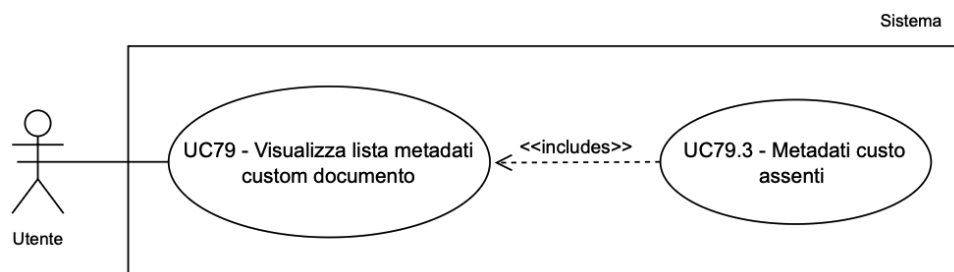 Sistema
UC79 - Visualizza lista metadati
custom documento
<<includes>>
UC79.3 - Metadati custo
assenti
Utente